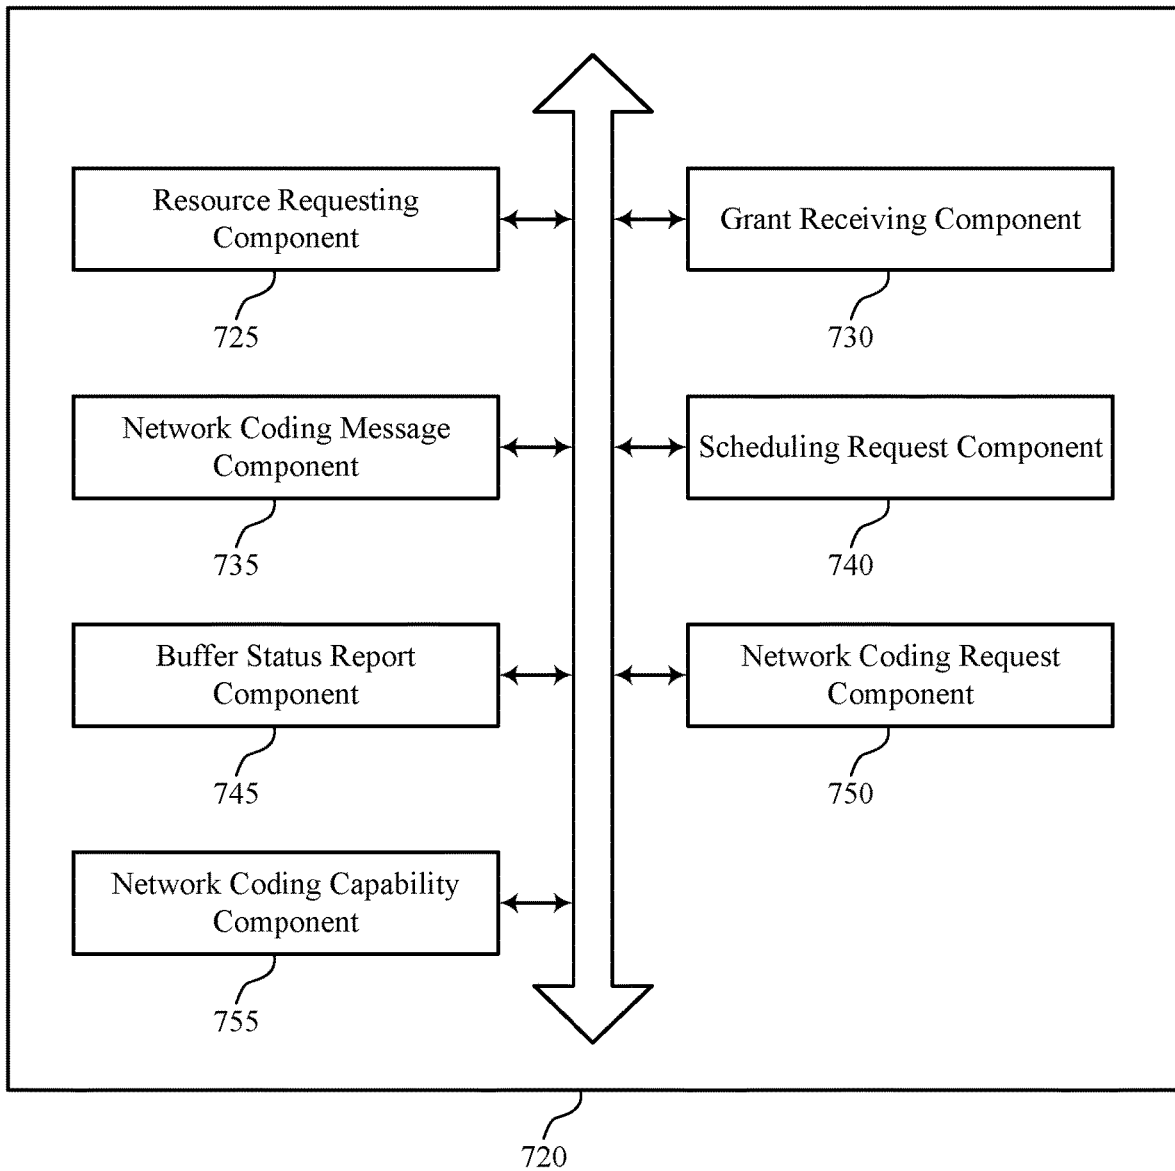 Resource Requesting
Component
725
Grant Receiving Component
730
Network Coding Message
Component
735
Scheduling Request Component
740
Buffer Status Report
Component
745
Network Coding Request
Component
750
Network Coding Capability
Component
755
720